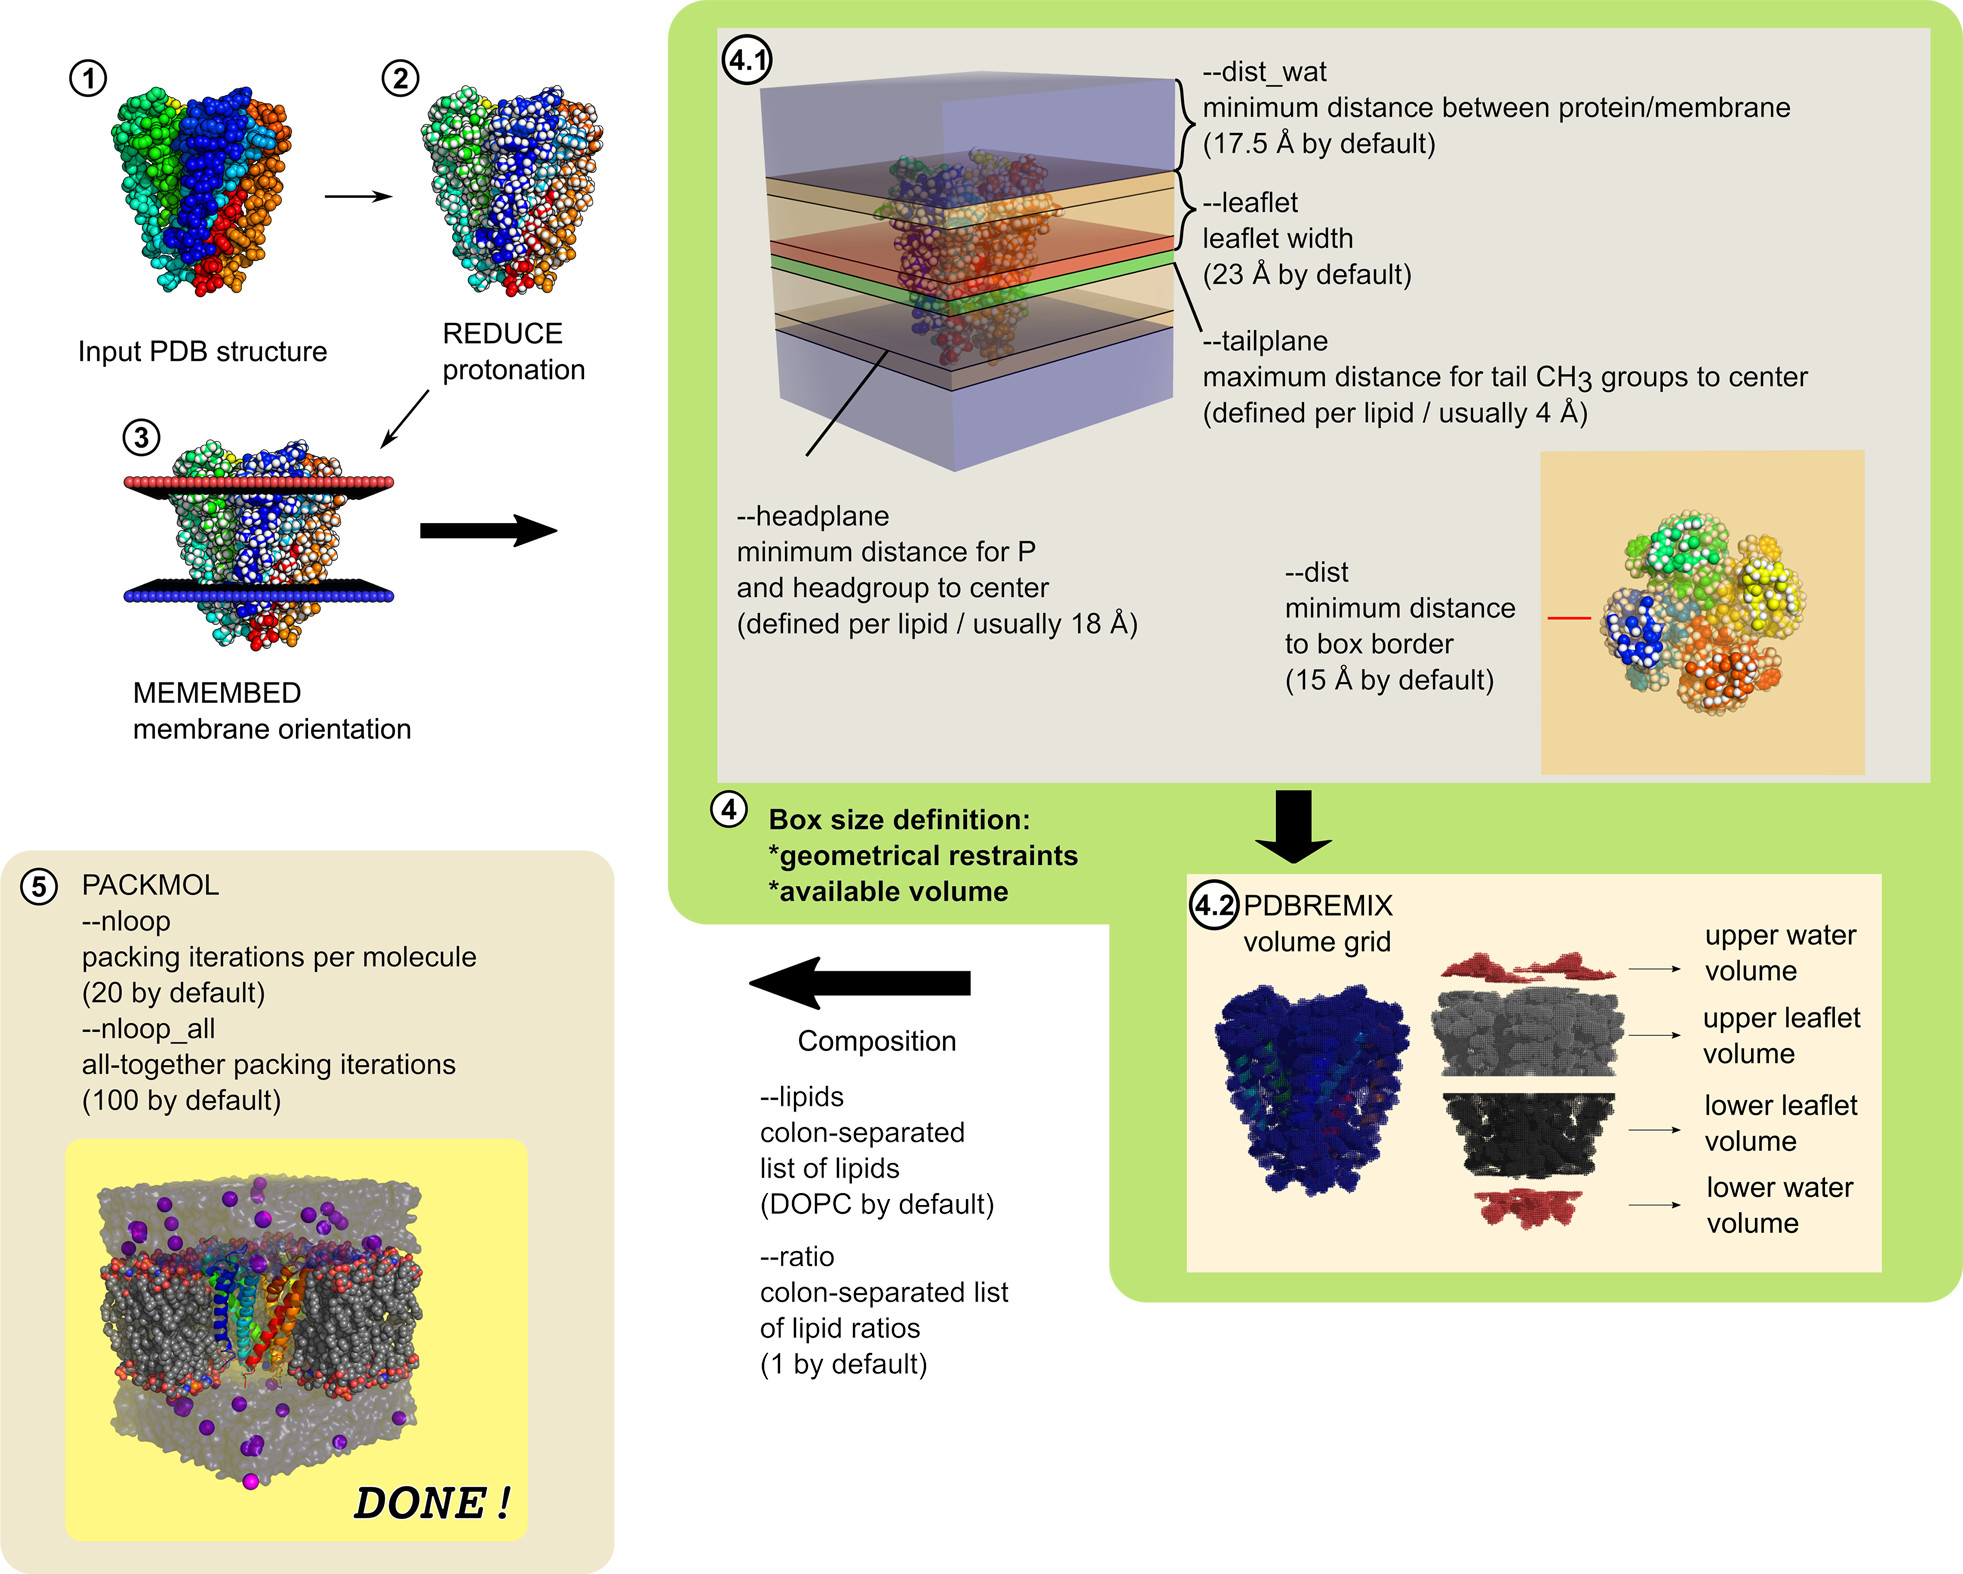 1
2
Input PDB structure
REDUCE
protonation
3
MEMEMBED
membrane orientation
4.1
--dist_wat
minimum distance between protein/membrane
(17.5 Å by default)
--leaflet
leaflet width
(23 Å by default)
--tailplane
maximum distance for tail CH3 groups to center
(defined per lipid / usually 4 Å)
--headplane
minimum distance for P
and headgroup to center
(defined per lipid / usually 18 Å)
--dist
minimum distance
to box border
(15 Å by default)
4
Box size definition:
*geometrical restraints
*available volume
4.2
PDBREMIX
volume grid
upper water
volume
upper leaflet
volume
lower leaflet
volume
lower water
volume
Composition
--lipids
colon-separated
list of lipids
(DOPC by default)
--ratio
colon-separated list
of lipid ratios
(1 by default)
5
PACKMOL
--nloop
packing iterations per molecule
(20 by default)
--nloop_all
all-together packing iterations
(100 by default)
DONE !